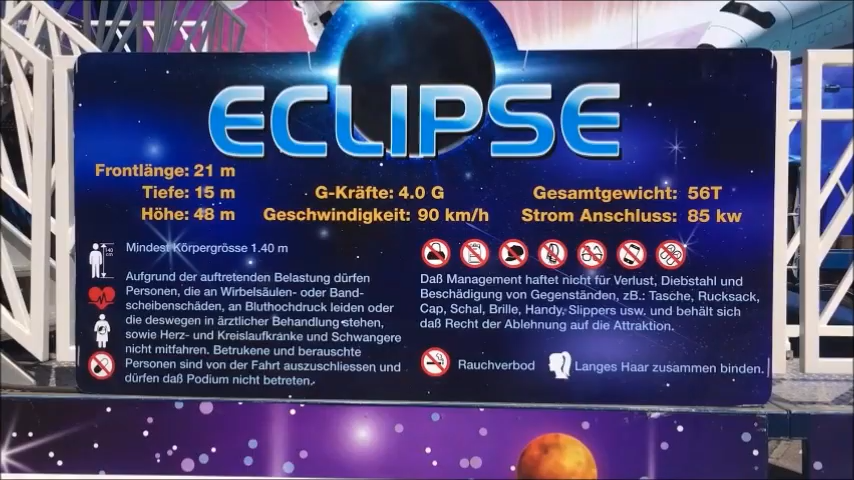 ECLIPSE
Frontlänge: 21 m
Tiefe: 15 m
Höhe: 48 m
G-Kräfte: 4.0 G
Geschwindigkeit: 90 km/h
Gesamtgewicht: 56T
Strom Anschluss: 85 kw
140 cm
Mindest Körpergrösse 1.40 m
Aufgrund der auftretenden Belastung dürfen
Personen, die an Wirbelsäulen- oder Band-
scheibenschäden, an Bluthochdruck leiden oder
die deswegen in ärztlicher Behandlung stehen,
sowie Herz- und Kreislaufkranke und Schwangere
nicht mitfahren. Betrukene und berauschte
Personen sind von der Fahrt auszuschliessen und
dürfen daß Podium nicht betreten.
Daß Management haftet nicht für Verlust, Diebstahl und
Beschädigung von Gegenständen, zB.: Tasche, Rucksack,
Cap, Schal, Brille, Handy, Slippers usw. und behält sich
daß Recht der Ablehnung auf die Attraktion.
Rauchverbod
Langes Haar zusammen binden.